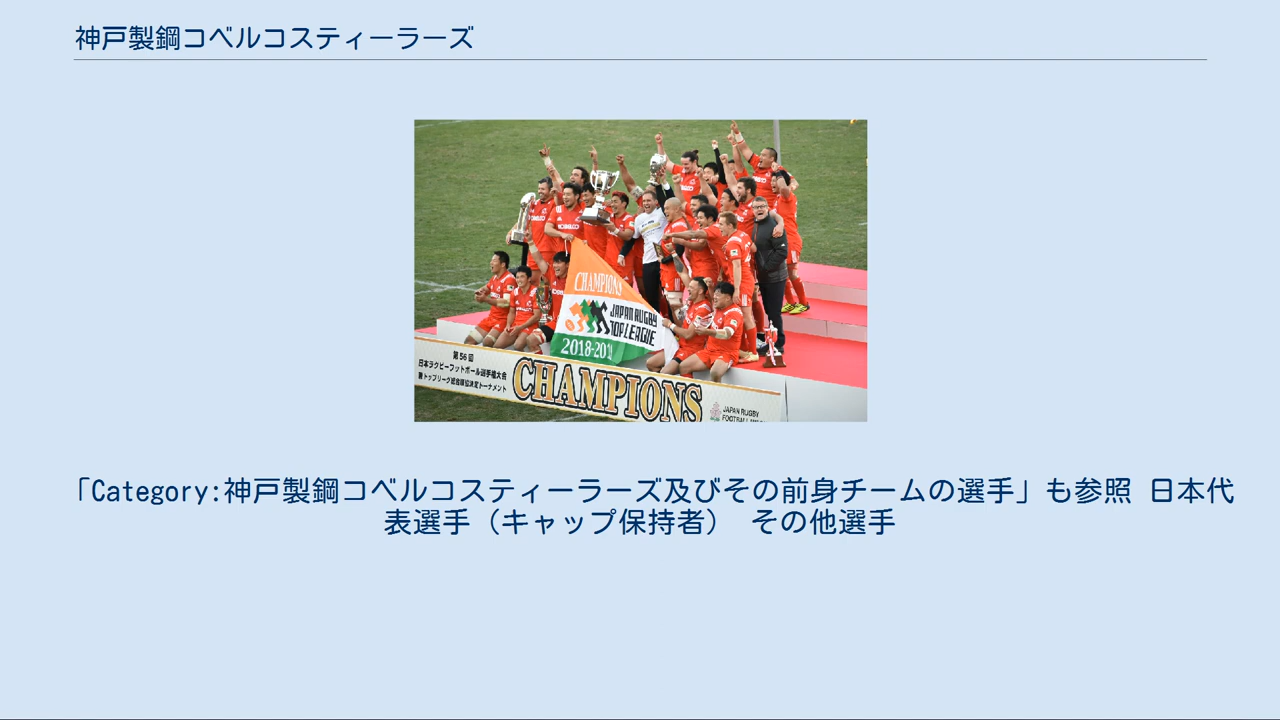 神戸製鋼コベルコスティーラーズ
CHAMPIONS
JAPAN RUGBY
TOP LEAGUE
2018-20
第56回
日本ラグビーフットボール選手権大会
兼トップリーグ総合順位決定トーナメント
CHAMPIONS
JAPAN RUGBY
FOOTBALL
「Category:神戸製鋼コベルコスティーラーズ及びその前身チームの選手」も参照 日本代
表選手（キャップ保持者） その他選手